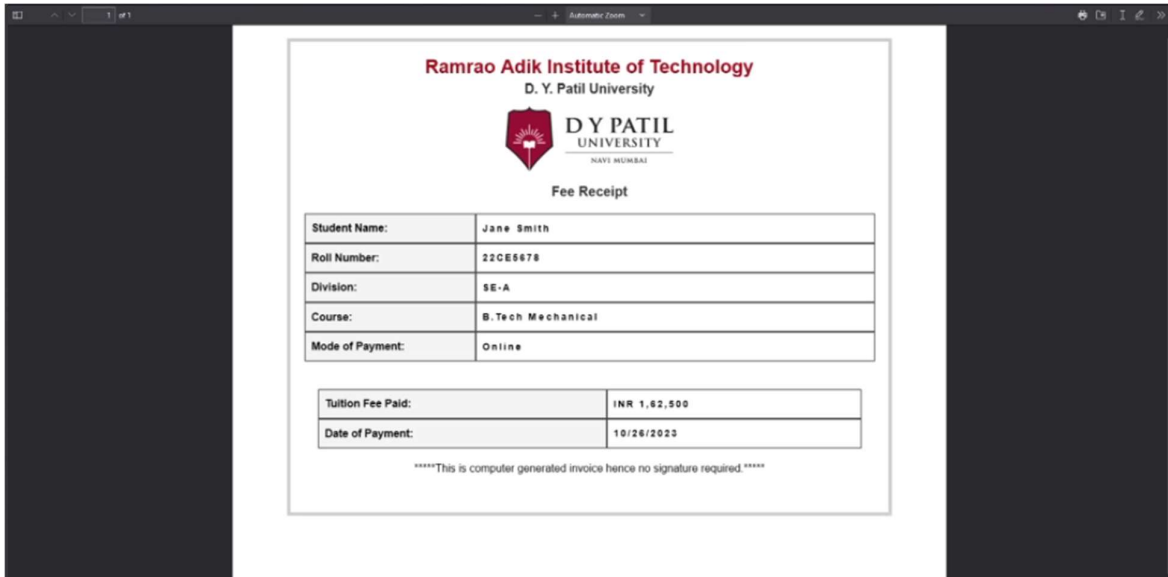 1 of 1 Automatic Zoom
Ramrao Adik Institute of Technology
D. Y. Patil University
D Y PATIL
UNIVERSITY
NAVI MUMBAI
Fee Receipt
Student Name: Jane Smith
Roll Number: 22CE5678
Division: SE-A
Course: B.Tech Mechanical
Mode of Payment: Online
Tuition Fee Paid: INR 1,62,500
Date of Payment: 10/26/2023
*****This is computer generated invoice hence no signature required.*****